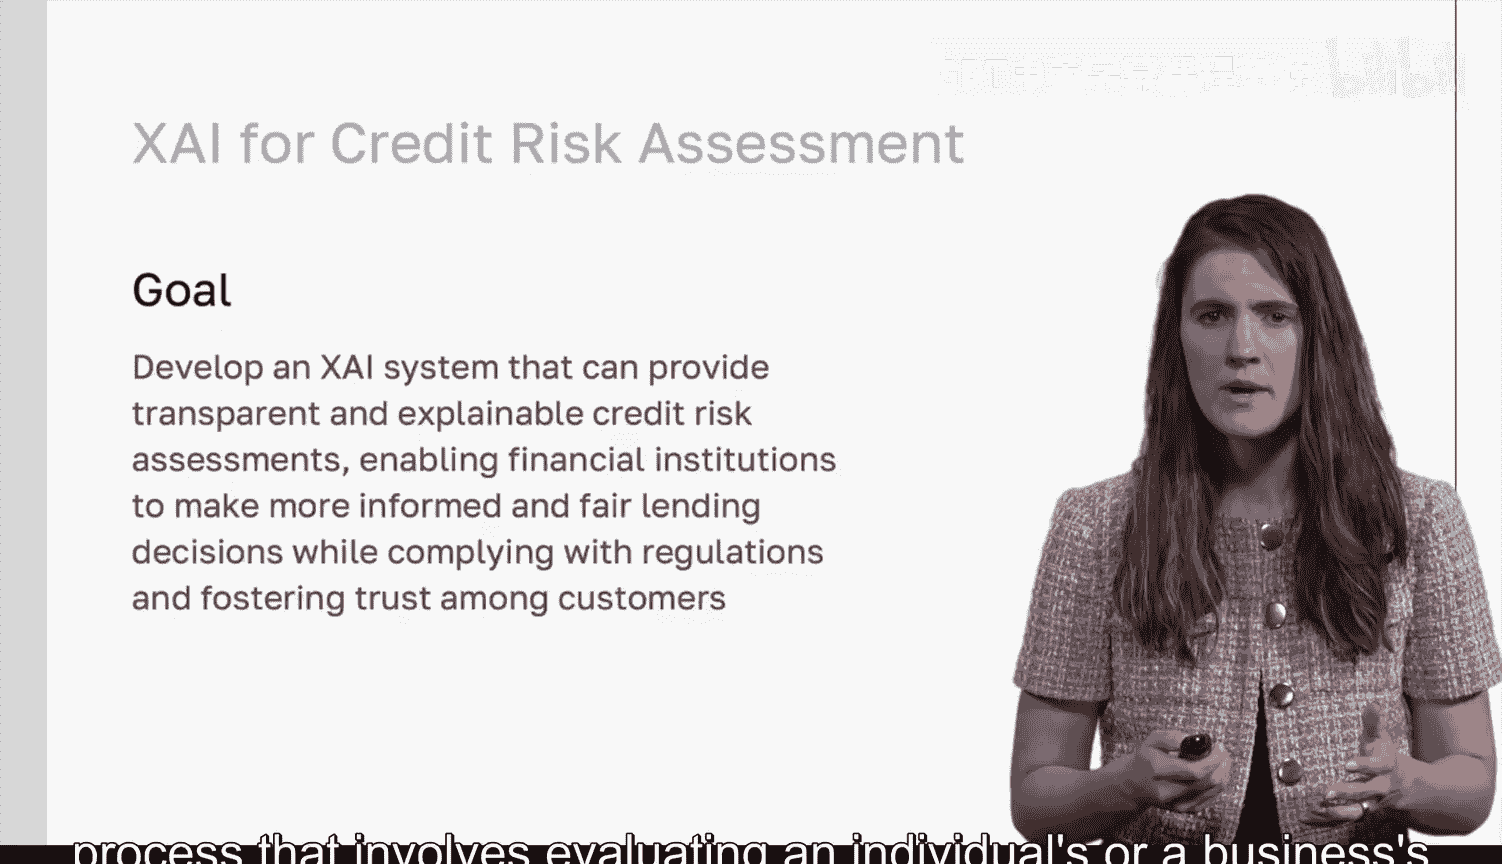 XAI for Credit Risk Assessment
Goal
Develop an XAI system that can provide
transparent and explainable credit risk
assessments, enabling financial institutions
to make more informed and fair lending
decisions while complying with regulations
and fostering trust among customers
process that involves evaluating an individual's or a business's